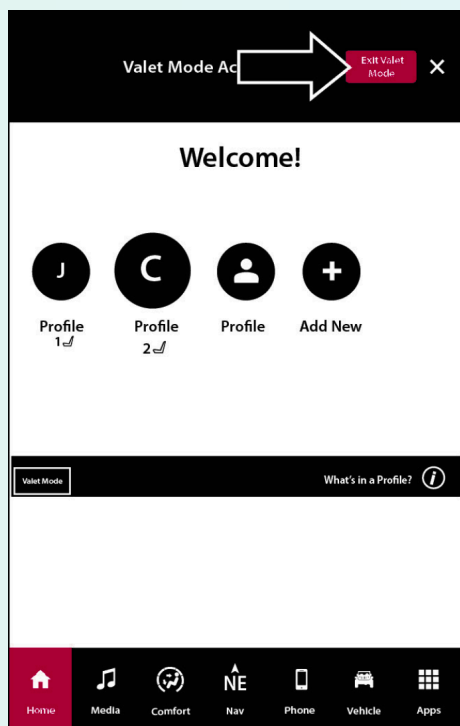 Valet Mode Ac
Exit Valet
Mode
Welcome!
J
C
Profile
1
Profile
2
Profile
Add New
Valet Mode
What's in a Profile?
i
NE
Home
Media
Comfort
Nav
Phone
Vehicle
Apps